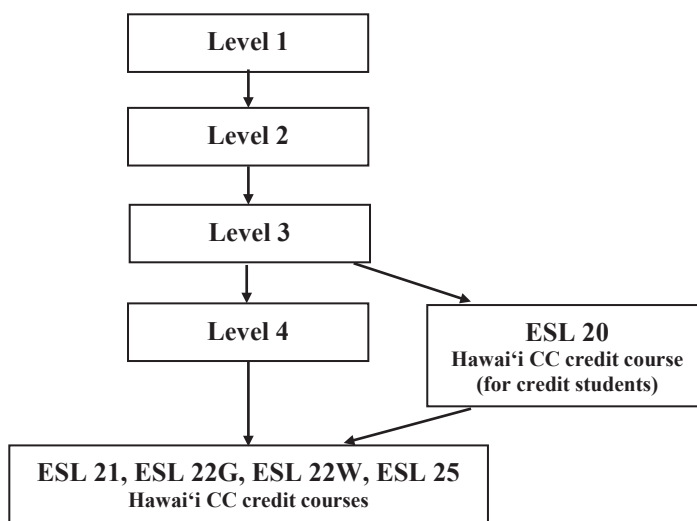 Level 1
Level 2
Level 3
Level 4
ESL 20
Hawai‘i CC credit course
(for credit students)
ESL 21, ESL 22G, ESL 22W, ESL 25
Hawai‘i CC credit courses